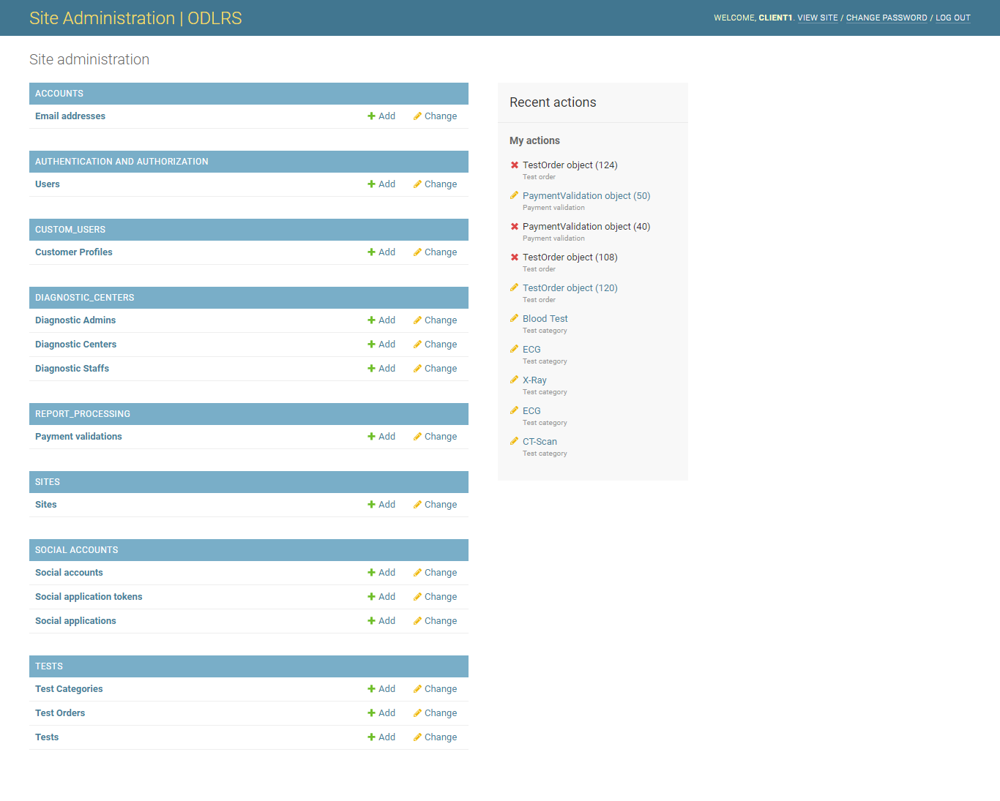 Site Administration | ODLRS
WELCOME, CLIENT1. VIEW SITE / CHANGE PASSWORD / LOG OUT
Site administration
ACCOUNTS
Email addresses Add Change
AUTHENTICATION AND AUTHORIZATION
Users Add Change
CUSTOM_USERS
Customer Profiles Add Change
DIAGNOSTIC_CENTERS
Diagnostic Admins Add Change
Diagnostic Centers Add Change
Diagnostic Staffs Add Change
REPORT_PROCESSING
Payment validations Add Change
SITES
Sites Add Change
SOCIAL ACCOUNTS
Social accounts Add Change
Social application tokens Add Change
Social applications Add Change
TESTS
Test Categories Add Change
Test Orders Add Change
Tests Add Change
Recent actions
My actions
TestOrder object (124)
Test order
PaymentValidation object (50)
Payment validation
PaymentValidation object (40)
Payment validation
TestOrder object (108)
Test order
TestOrder object (120)
Test order
Blood Test
Test category
ECG
Test category
X-Ray
Test category
ECG
Test category
CT-Scan
Test category